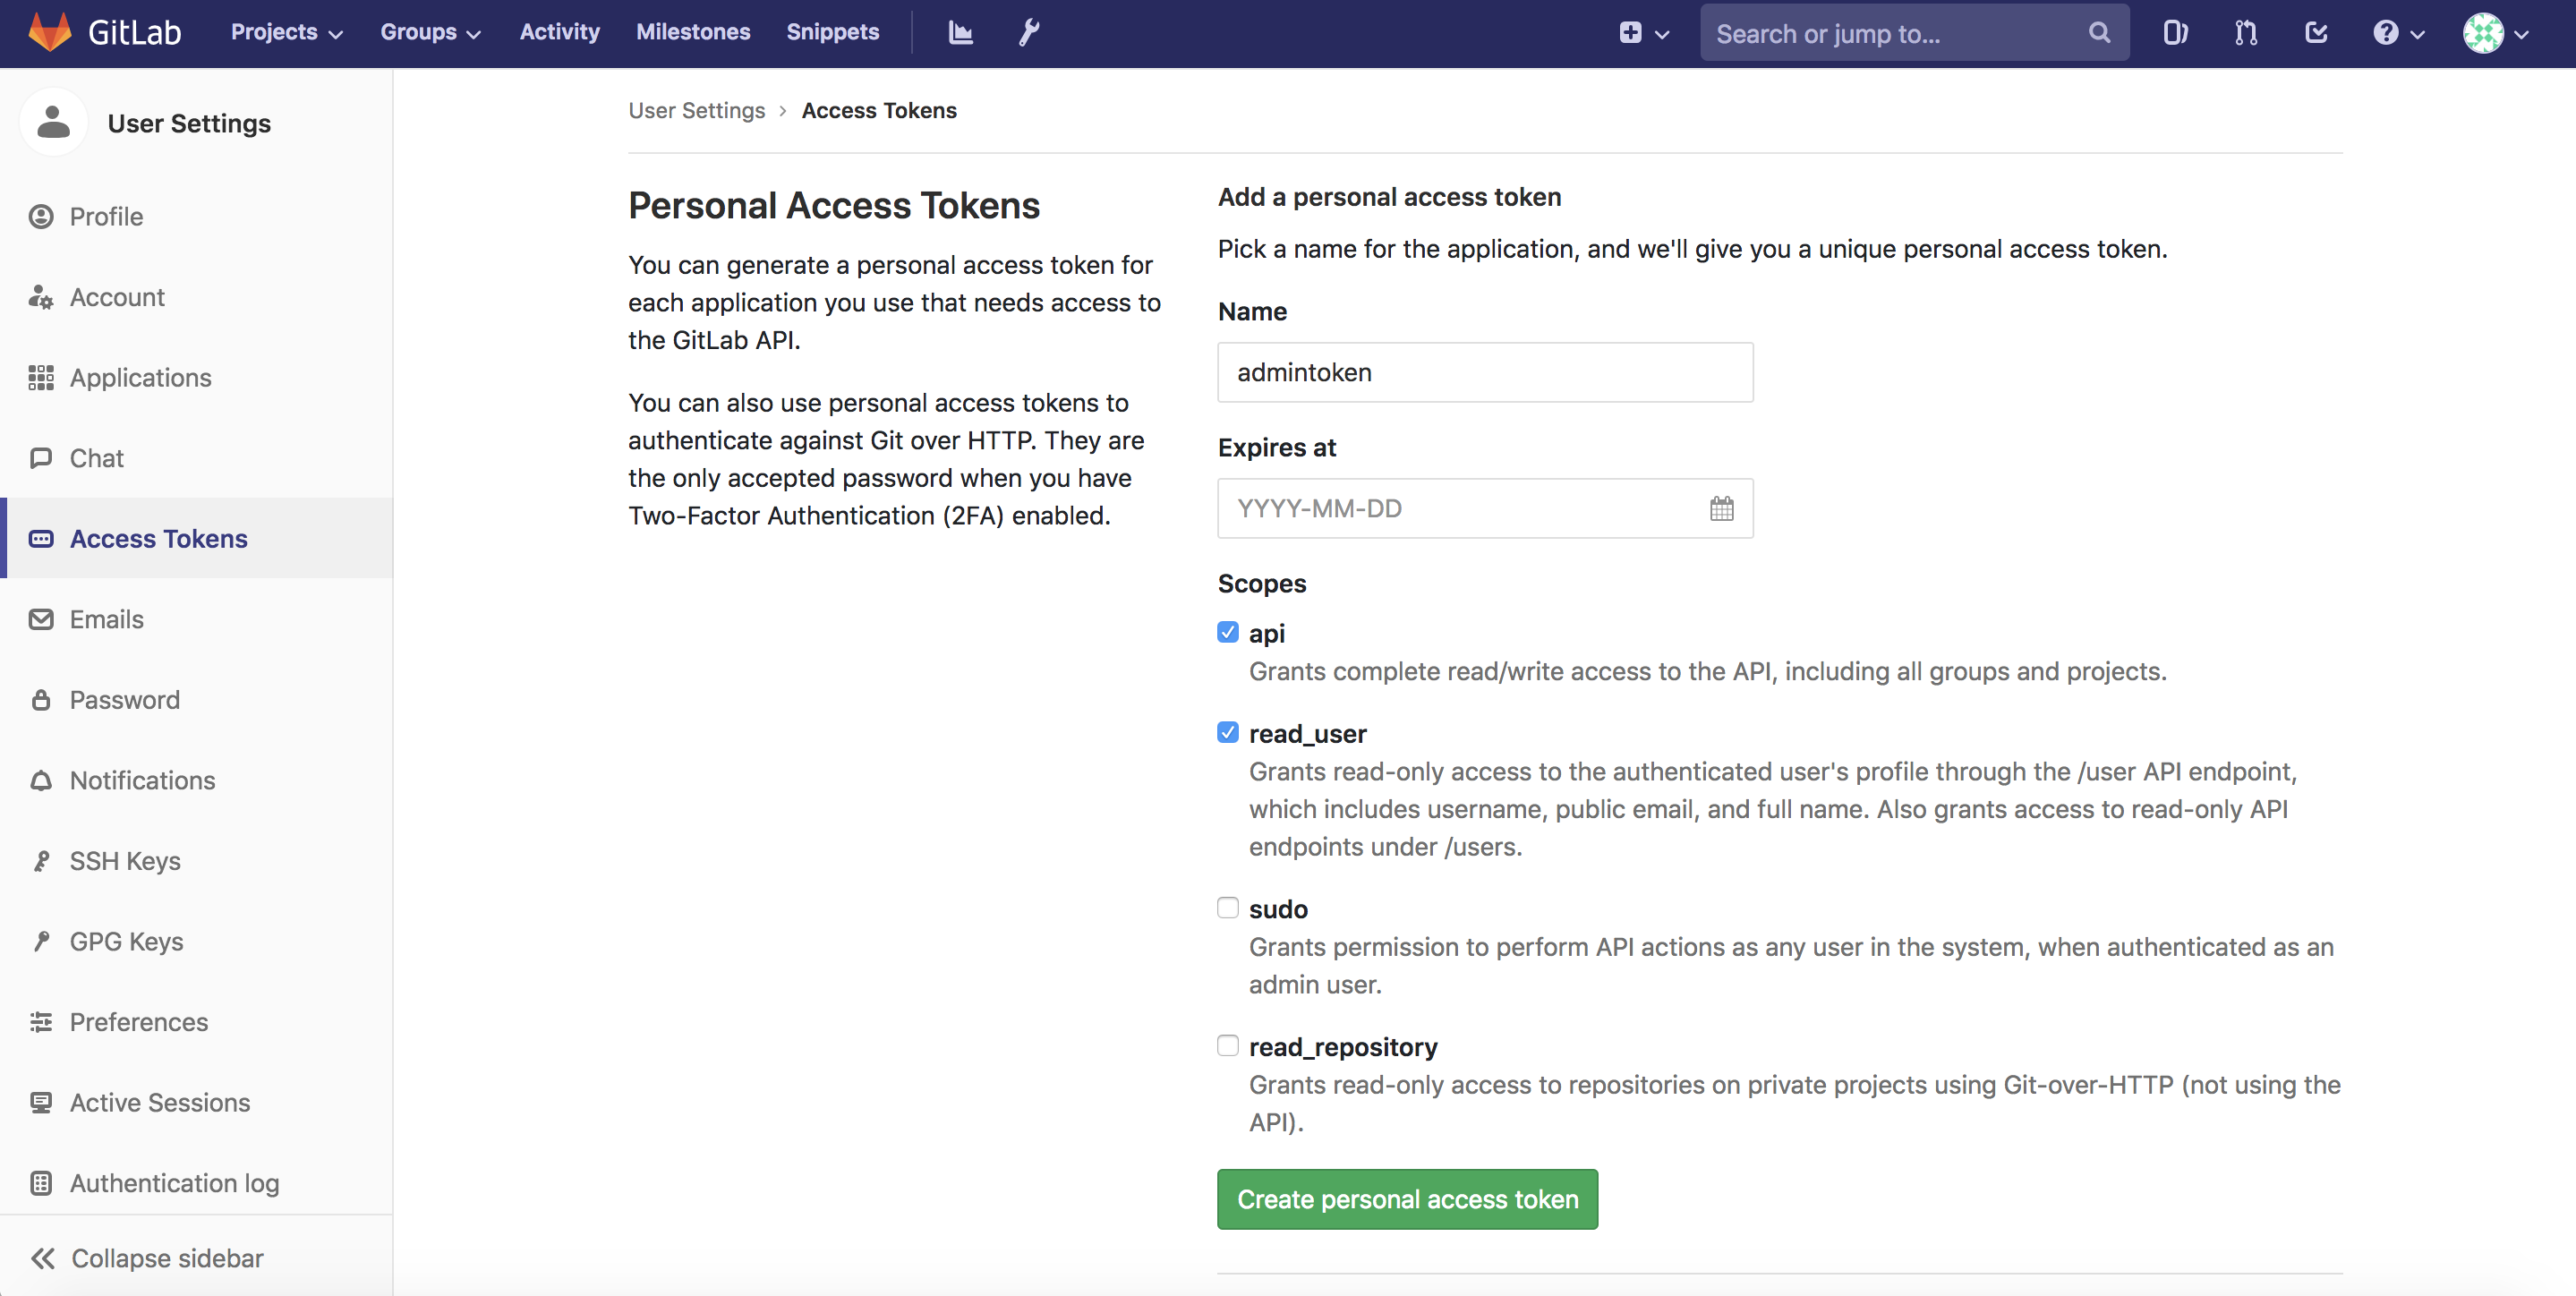 GitLab
Projects
Groups
Activity
Milestones
Snippets
Search or jump to...
User Settings
Profile
Account
Applications
Chat
Access Tokens
Emails
Password
Notifications
SSH Keys
GPG Keys
Preferences
Active Sessions
Authentication log
Collapse sidebar
User Settings > Access Tokens
Personal Access Tokens
You can generate a personal access token for
each application you use that needs access to
the GitLab API.
You can also use personal access tokens to
authenticate against Git over HTTP. They are
the only accepted password when you have
Two-Factor Authentication (2FA) enabled.
Add a personal access token
Pick a name for the application, and we'll give you a unique personal access token.
Name
admintoken
Expires at
YYYY-MM-DD
Scopes
api
Grants complete read/write access to the API, including all groups and projects.
read_user
Grants read-only access to the authenticated user's profile through the /user API endpoint,
which includes username, public email, and full name. Also grants access to read-only API
endpoints under /users.
sudo
Grants permission to perform API actions as any user in the system, when authenticated as an
admin user.
read_repository
Grants read-only access to repositories on private projects using Git-over-HTTP (not using the
API).
Create personal access token